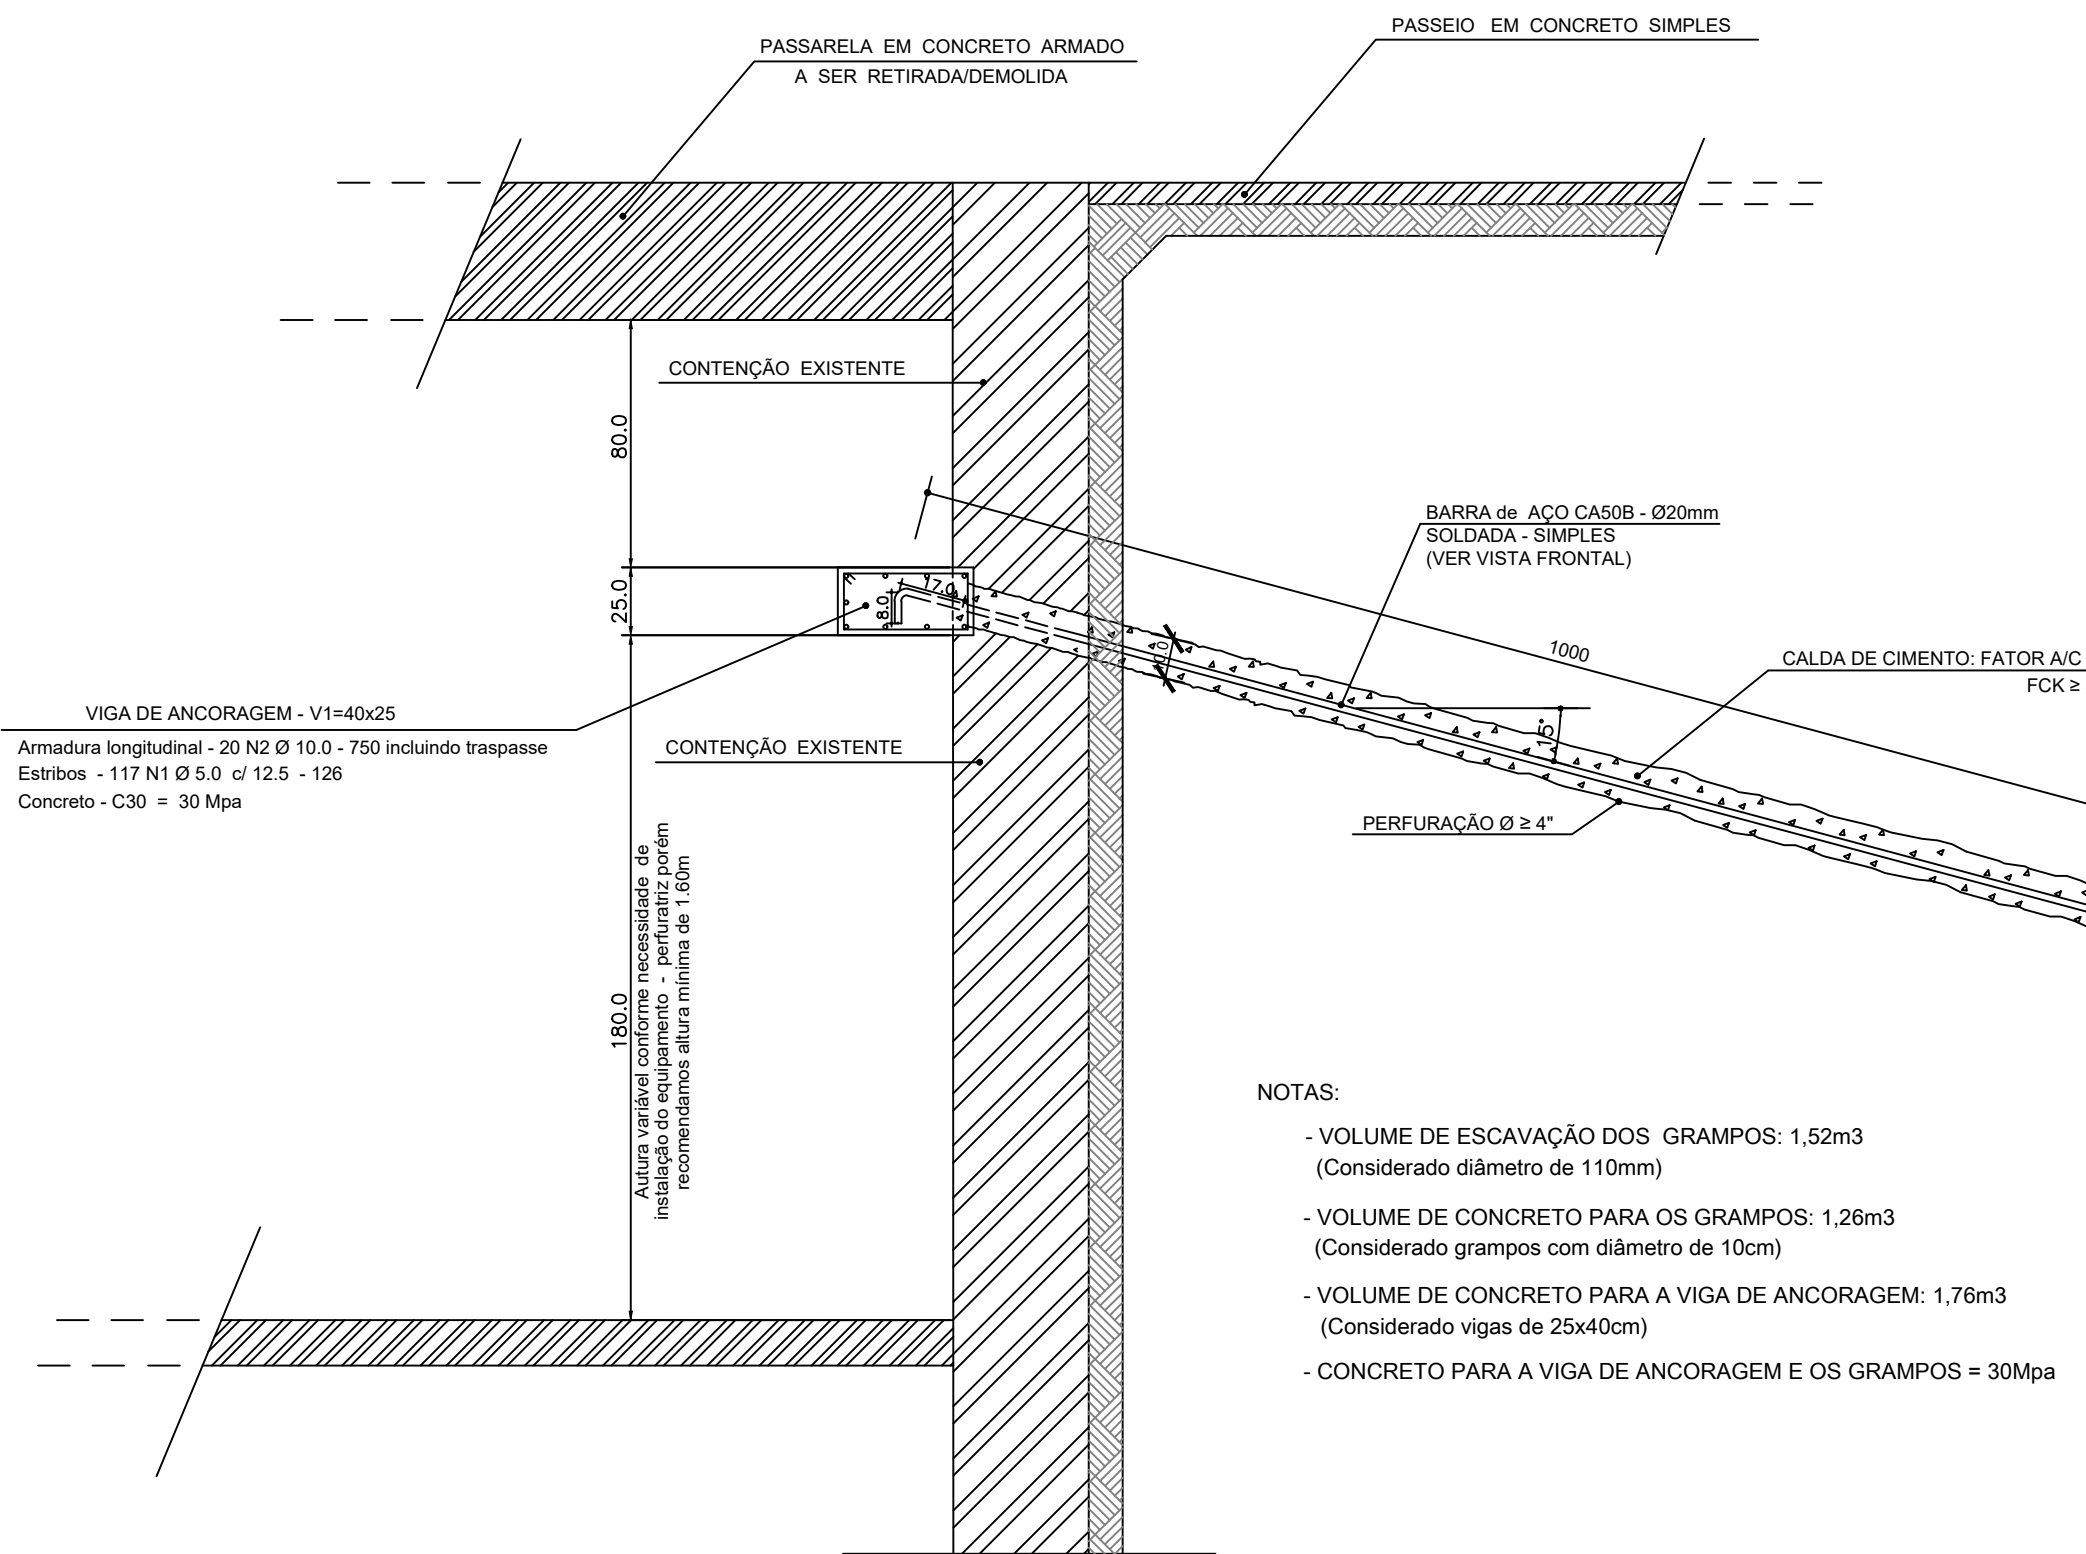 PASSEIO EM CONCRETO SIMPLES
PASSARELA EM CONCRETO ARMADO
A SER RETIRADA/DEMOLIDA
CONTENÇÃO EXISTENTE
80.0
BARRA de AÇO CA50B - Ø20mm
SOLDADA - SIMPLES
(VER VISTA FRONTAL)
25.0
17.0
8.0
1000
CALDA DE CIMENTO: FATOR A/C
FCK ≥
VIGA DE ANCORAGEM - V1=40x25
Armadura longitudinal - 20 N2 Ø 10.0 - 750 incluindo traspasse
Estribos - 117 N1 Ø 5.0 c/ 12.5 - 126
Concreto - C30 = 30 Mpa
CONTENÇÃO EXISTENTE
15°
PERFURAÇÃO Ø ≥ 4"
180.0
Autura variável conforme necessidade de
instalação do equipamento - perfuratriz porém
recomendamos altura mínima de 1.60m
NOTAS:
- VOLUME DE ESCAVAÇÃO DOS GRAMPOS: 1,52m3
(Considerado diâmetro de 110mm)
- VOLUME DE CONCRETO PARA OS GRAMPOS: 1,26m3
(Considerado grampos com diâmetro de 10cm)
- VOLUME DE CONCRETO PARA A VIGA DE ANCORAGEM: 1,76m3
(Considerado vigas de 25x40cm)
- CONCRETO PARA A VIGA DE ANCORAGEM E OS GRAMPOS = 30Mpa